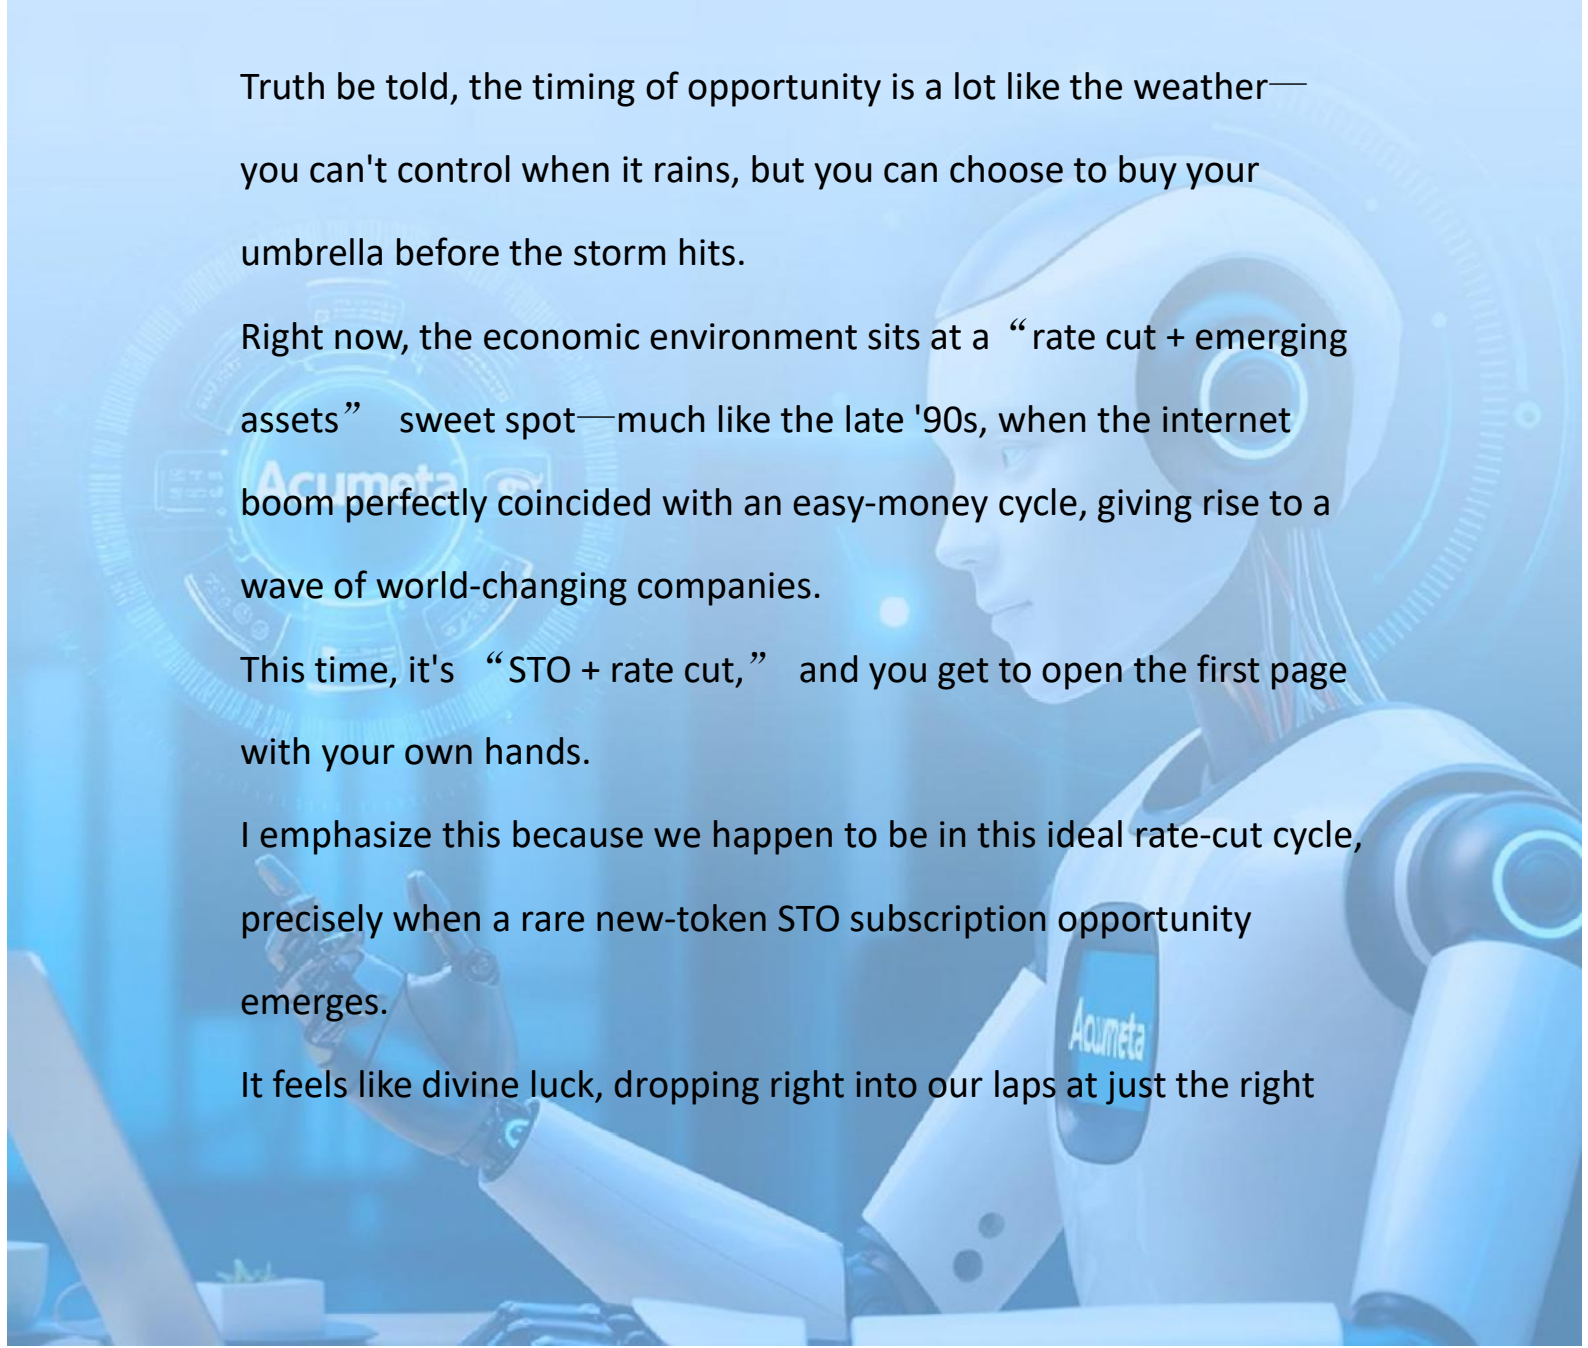 Truth be told, the timing of opportunity is a lot like the weather—
you can't control when it rains, but you can choose to buy your
umbrella before the storm hits.
Right now, the economic environment sits at a “rate cut + emerging
assets” sweet spot—much like the late '90s, when the internet
Acumeta
boom perfectly coincided with an easy-money cycle, giving rise to a
wave of world-changing companies.
This time, it's “STO + rate cut,” and you get to open the first page
with your own hands.
I emphasize this because we happen to be in this ideal rate-cut cycle,
precisely when a rare new-token STO subscription opportunity
emerges.
Acumeta
It feels like divine luck, dropping right into our laps at just the right